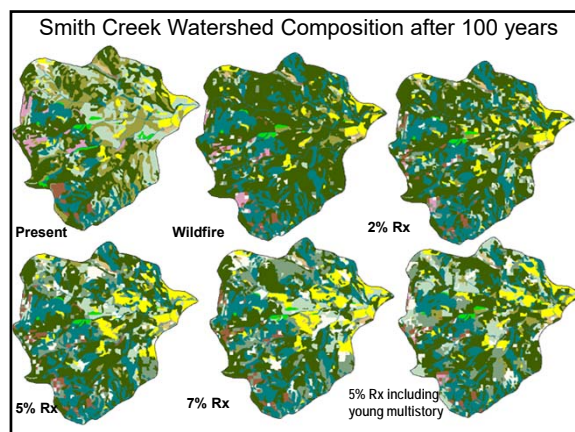 Smith Creek Watershed Composition after 100 years
Present
Wildfire
2% Rx
5% Rx
7% Rx
5% Rx including
young multistory